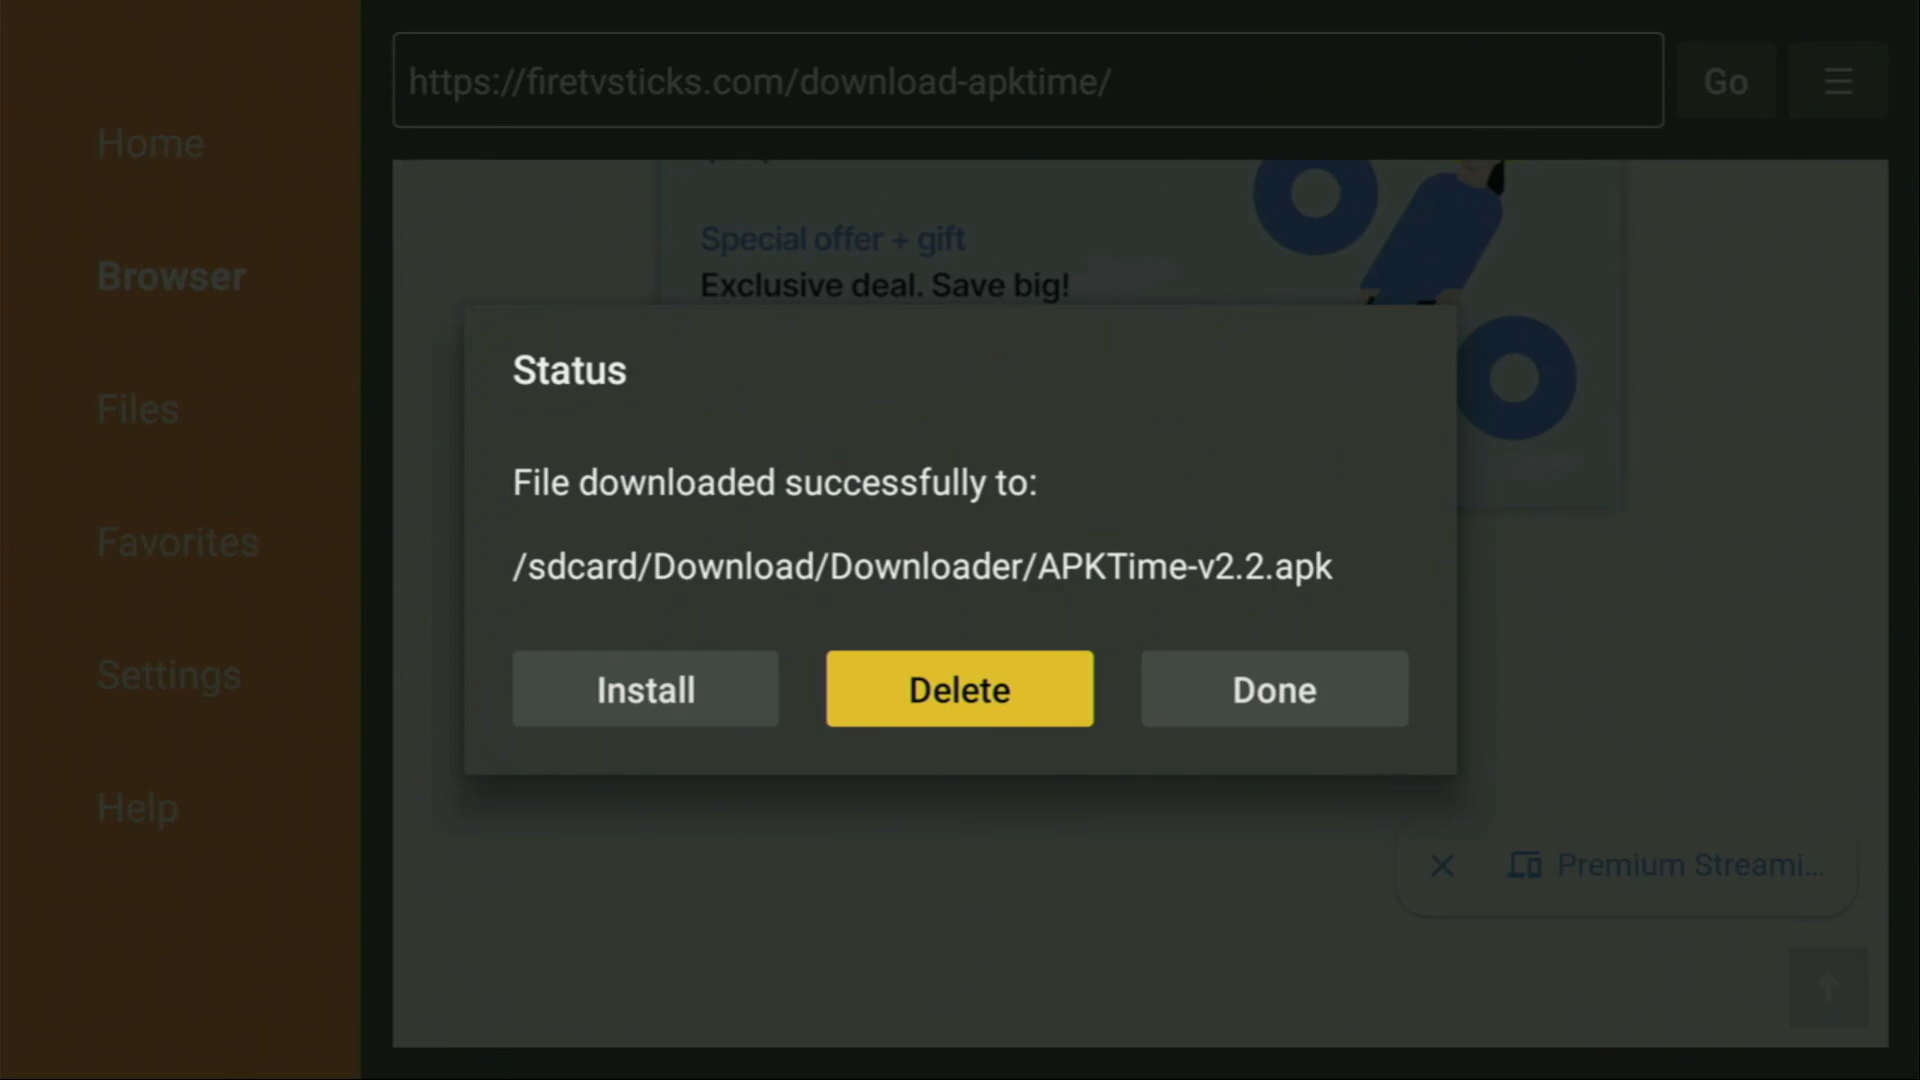 https://firetvsticks.com/download-apktime/
Go
Home
Browser
Files
Favorites
Settings
Help
Special offer + gift
Exclusive deal. Save big!
Status
File downloaded successfully to:
/sdcard/Download/Downloader/APKTime-v2.2.apk
Install
Delete
Done
Premium Streami...